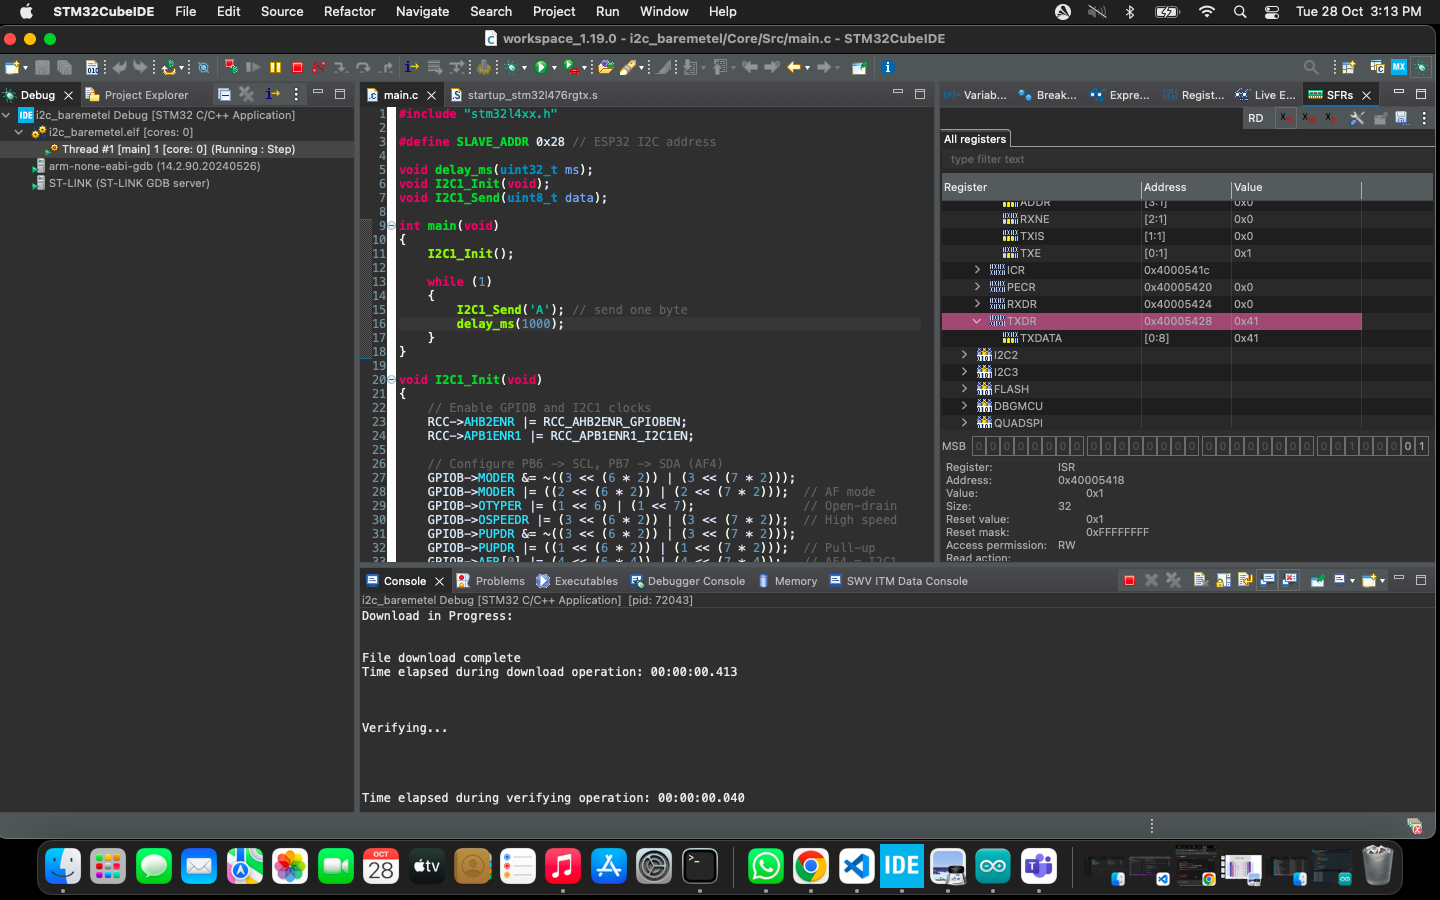 STM32CubeIDE File Edit Source Refactor Navigate Search Project Run Window Help Tue 28 Oct 3:13 PM
workspace_1.19.0 - i2c_baremetel/Core/Src/main.c - STM32CubeIDE
Debug Project Explorer
IDE i2c_baremetel Debug [STM32 C/C++ Application]
i2c_baremetel.elf [cores: 0]
Thread #1 [main] 1 [core: 0] (Running : Step)
arm-none-eabi-gdb (14.2.90.20240526)
ST-LINK (ST-LINK GDB server)
main.c startup_stm32l476rgtx.s
1 #include "stm32l4xx.h"
2
3 #define SLAVE_ADDR 0x28 // ESP32 I2C address
4
5 void delay_ms(uint32_t ms);
6 void I2C1_Init(void);
7 void I2C1_Send(uint8_t data);
8
9 int main(void)
10 {
11 I2C1_Init();
12
13 while (1)
14 {
15 I2C1_Send('A'); // send one byte
16 delay_ms(1000);
17 }
18 }
19
20 void I2C1_Init(void)
21 {
22 // Enable GPIOB and I2C1 clocks
23 RCC->AHB2ENR |= RCC_AHB2ENR_GPIOBEN;
24 RCC->APB1ENR1 |= RCC_APB1ENR1_I2C1EN;
25
26 // Configure PB6 -> SCL, PB7 -> SDA (AF4)
27 GPIOB->MODER &= ~((3 << (6 * 2)) | (3 << (7 * 2)));
28 GPIOB->MODER |= ((2 << (6 * 2)) | (2 << (7 * 2))); // AF mode
29 GPIOB->OTYPER |= (1 << 6) | (1 << 7); // Open-drain
30 GPIOB->OSPEEDR |= (3 << (6 * 2)) | (3 << (7 * 2)); // High speed
31 GPIOB->PUPDR &= ~((3 << (6 * 2)) | (3 << (7 * 2)));
32 GPIOB->PUPDR |= ((1 << (6 * 2)) | (1 << (7 * 2))); // Pull-up
33 GPIOB->AFR[0] |= (4 << (6 * 4)) | (4 << (7 * 4)); // AF4 = I2C1
Variab... Break... Expre... Regist... Live E... SFRs
RD X₁₆ X₁₀ X₂
All registers
type filter text
Register Address Value
ADDR [3:1] 0x0
RXNE [2:1] 0x0
TXIS [1:1] 0x0
TXE [0:1] 0x1
ICR 0x4000541c
PECR 0x40005420 0x0
RXDR 0x40005424 0x0
TXDR 0x40005428 0x41
TXDATA [0:8] 0x41
I2C2
I2C3
FLASH
DBGMCU
QUADSPI
MSB 0 0 0 0 0 0 0 0 0 0 0 0 0 0 0 0 0 0 0 0 0 0 0 0 0 0 1 0 0 0 0 1
Register: ISR
Address: 0x40005418
Value: 0x1
Size: 32
Reset value: 0x1
Reset mask: 0xFFFFFFFF
Access permission: RW
Read action:
Console Problems Executables Debugger Console Memory SWV ITM Data Console
i2c_baremetel Debug [STM32 C/C++ Application] [pid: 72043]
Download in Progress:
File download complete
Time elapsed during download operation: 00:00:00.413
Verifying...
Time elapsed during verifying operation: 00:00:00.040
OCT
28
tv
IDE